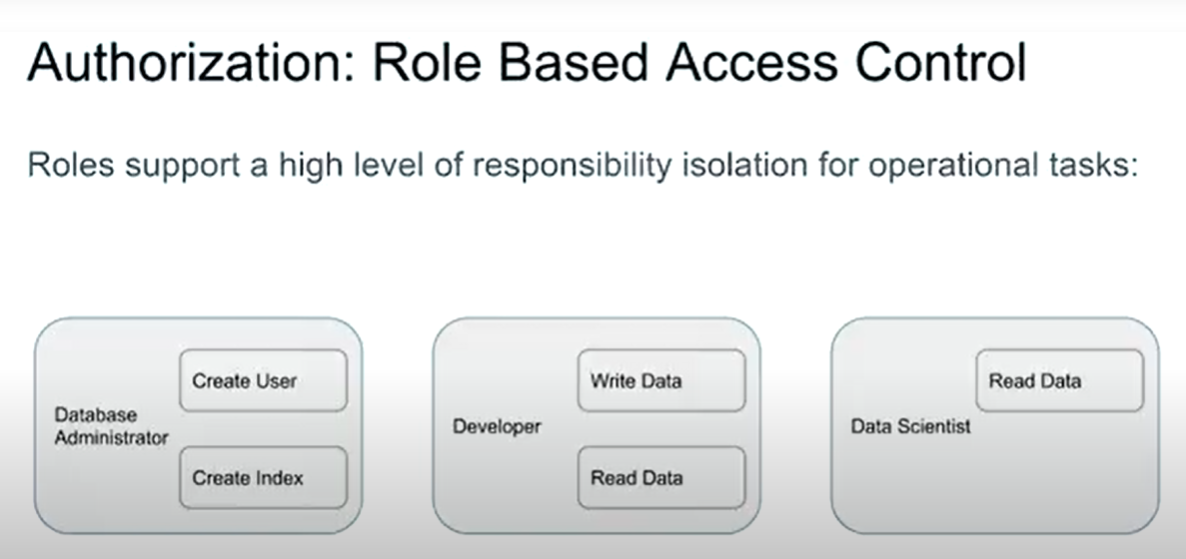 Authorization: Role Based Access Control
Roles support a high level of responsibility isolation for operational tasks:
Database
Administrator
Create User
Create Index
Developer
Write Data
Read Data
Data Scientist
Read Data